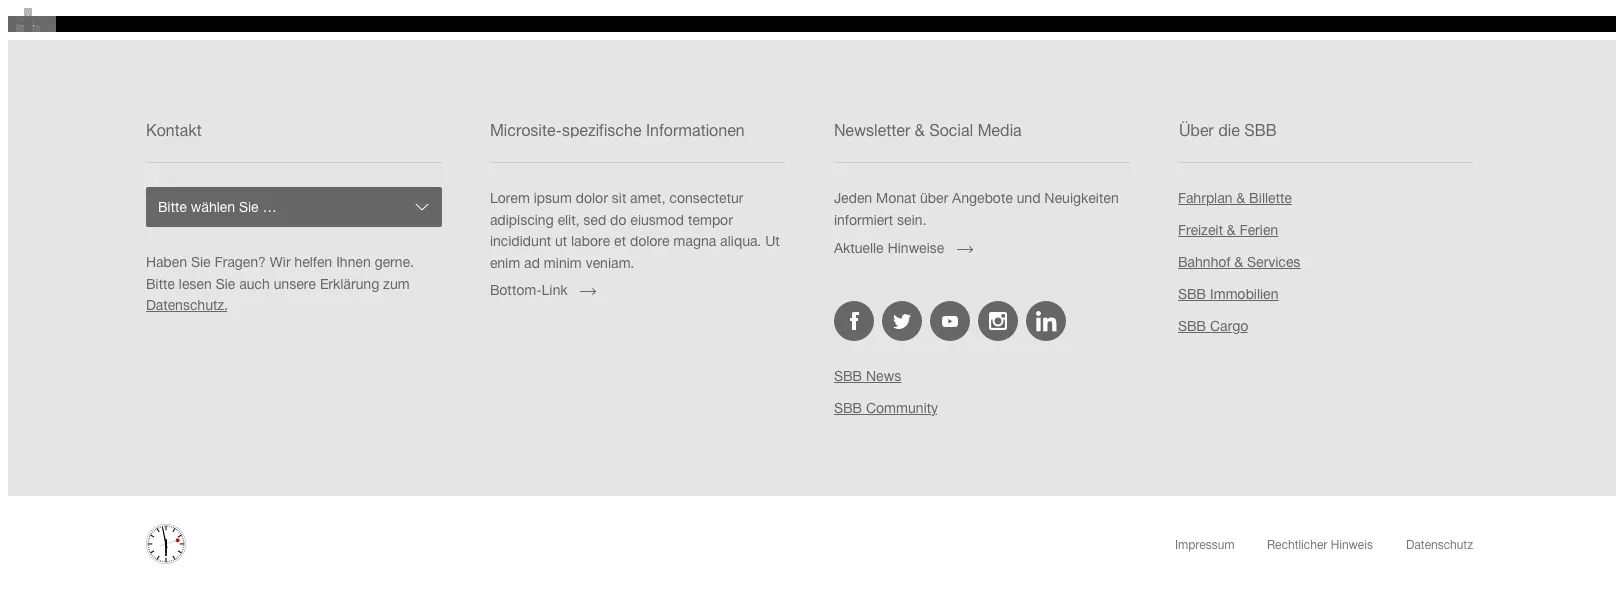 Kontakt
Bitte wählen Sie …
Haben Sie Fragen? Wir helfen Ihnen gerne.
Bitte lesen Sie auch unsere Erklärung zum
Datenschutz.
Microsite-spezifische Informationen
Lorem ipsum dolor sit amet, consectetur
adipiscing elit, sed do eiusmod tempor
incididunt ut labore et dolore magna aliqua. Ut
enim ad minim veniam.
Bottom-Link
Newsletter & Social Media
Jeden Monat über Angebote und Neuigkeiten
informiert sein.
Aktuelle Hinweise
SBB News
SBB Community
Über die SBB
Fahrplan & Billette
Freizeit & Ferien
Bahnhof & Services
SBB Immobilien
SBB Cargo
Impressum
Rechtlicher Hinweis
Datenschutz